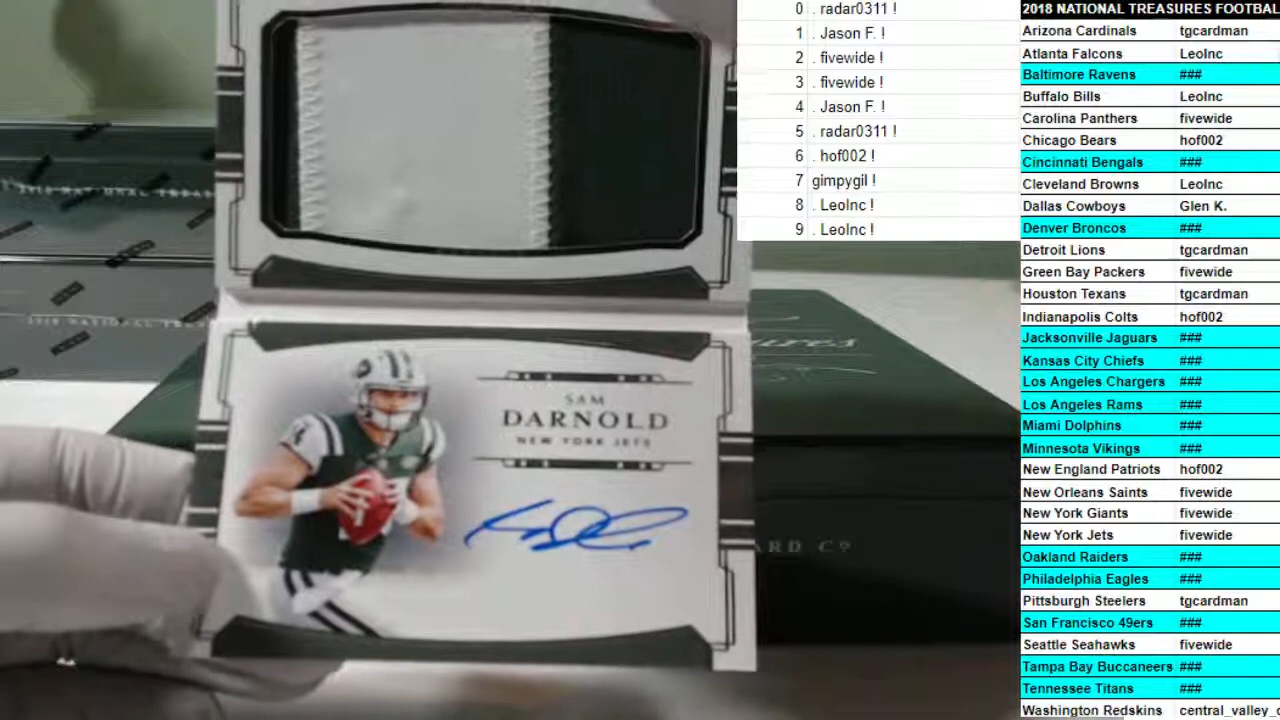 0 . radar0311 !
1 . Jason F. !
2 . fivewide !
3 . fivewide !
4 . Jason F. !
5 . radar0311 !
6 . hof002 !
7 gimpygil !
8 . LeoInc !
9 . LeoInc !
2018 NATIONAL TREASURES FOOTBAL
Arizona Cardinals tgcardman
Atlanta Falcons LeoInc
Baltimore Ravens ###
Buffalo Bills LeoInc
Carolina Panthers fivewide
Chicago Bears hof002
Cincinnati Bengals ###
Cleveland Browns LeoInc
Dallas Cowboys Glen K.
Denver Broncos ###
Detroit Lions tgcardman
Green Bay Packers fivewide
Houston Texans tgcardman
Indianapolis Colts hof002
Jacksonville Jaguars ###
Kansas City Chiefs ###
Los Angeles Chargers ###
Los Angeles Rams ###
Miami Dolphins ###
Minnesota Vikings ###
New England Patriots hof002
New Orleans Saints fivewide
New York Giants fivewide
New York Jets fivewide
Oakland Raiders ###
Philadelphia Eagles ###
Pittsburgh Steelers tgcardman
San Francisco 49ers ###
Seattle Seahawks fivewide
Tampa Bay Buccaneers ###
Tennessee Titans ###
Washington Redskins central_valley_c
SAM
DARNOLD
NEW YORK JETS
ures
ARD Co